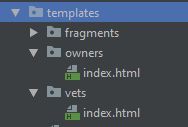 templates
fragments
owners
index.html
vets
index.html